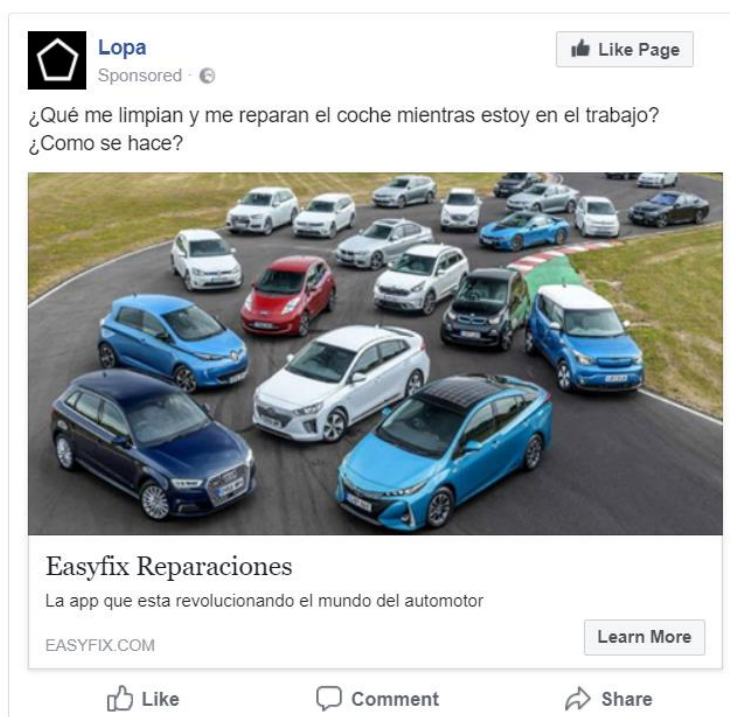 Lopa
Like Page
Sponsored ·
¿Qué me limpian y me reparan el coche mientras estoy en el trabajo?
¿Como se hace?
Easyfix Reparaciones
La app que esta revolucionando el mundo del automotor
EASYFIX.COM
Learn More
Like
Comment
Share